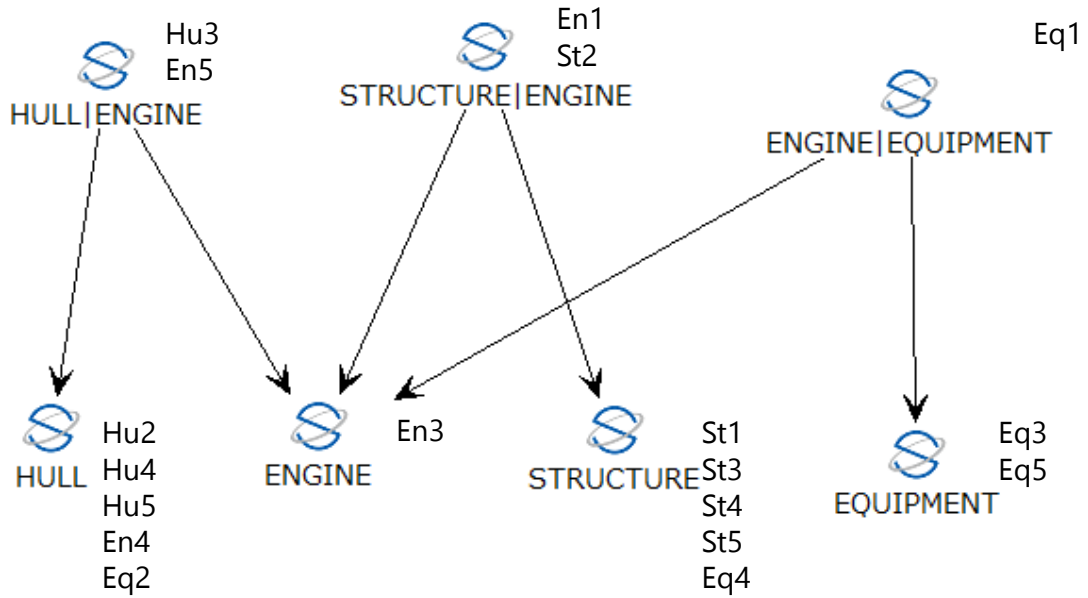 Hu3
En5
HULL|ENGINE
En1
St2
STRUCTURE|ENGINE
Eq1
ENGINE|EQUIPMENT
HULL
Hu2
Hu4
Hu5
En4
Eq2
ENGINE
En3
STRUCTURE
St1
St3
St4
St5
Eq4
EQUIPMENT
Eq3
Eq5